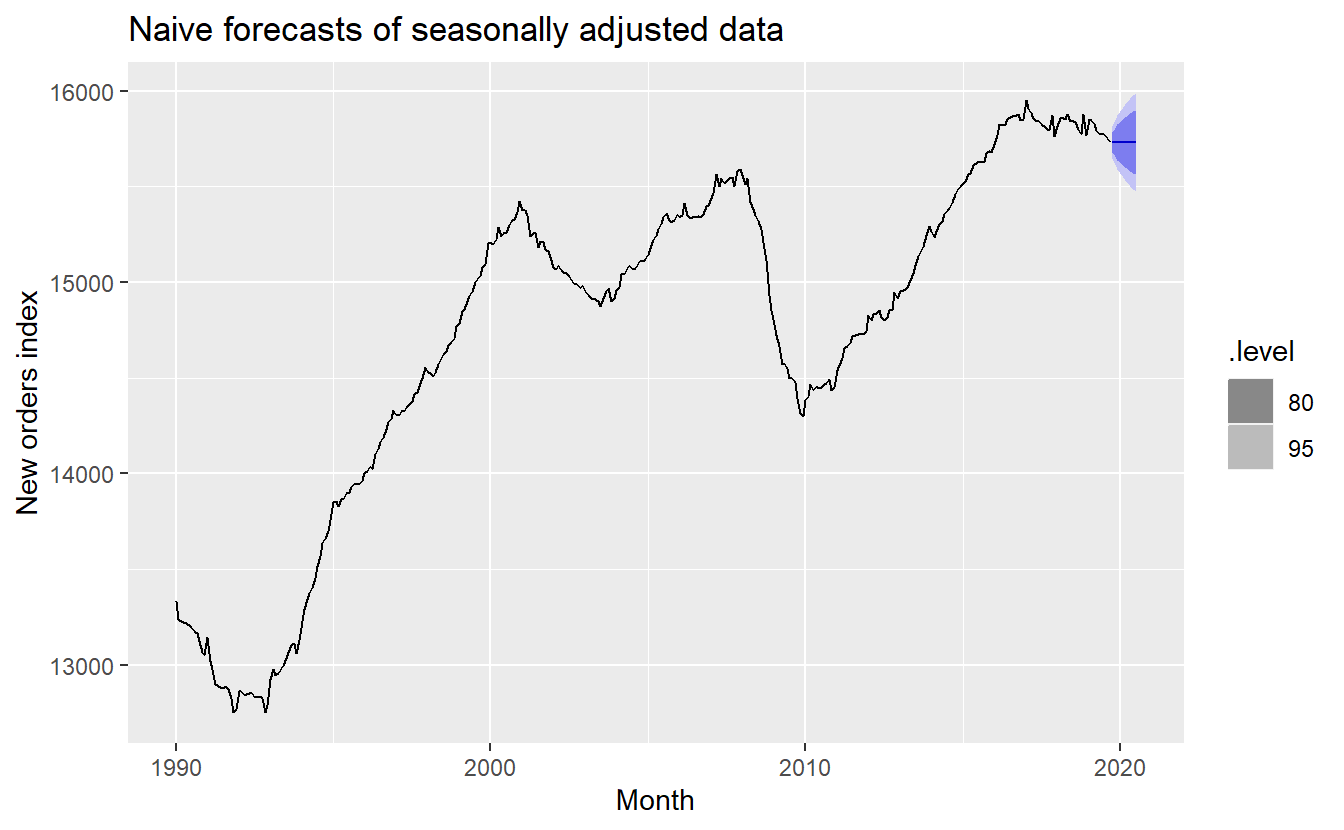 Naive forecasts of seasonally adjusted data
New orders index
16000
15000
14000
13000
1990 2000 2010 2020
Month
.level
80
95